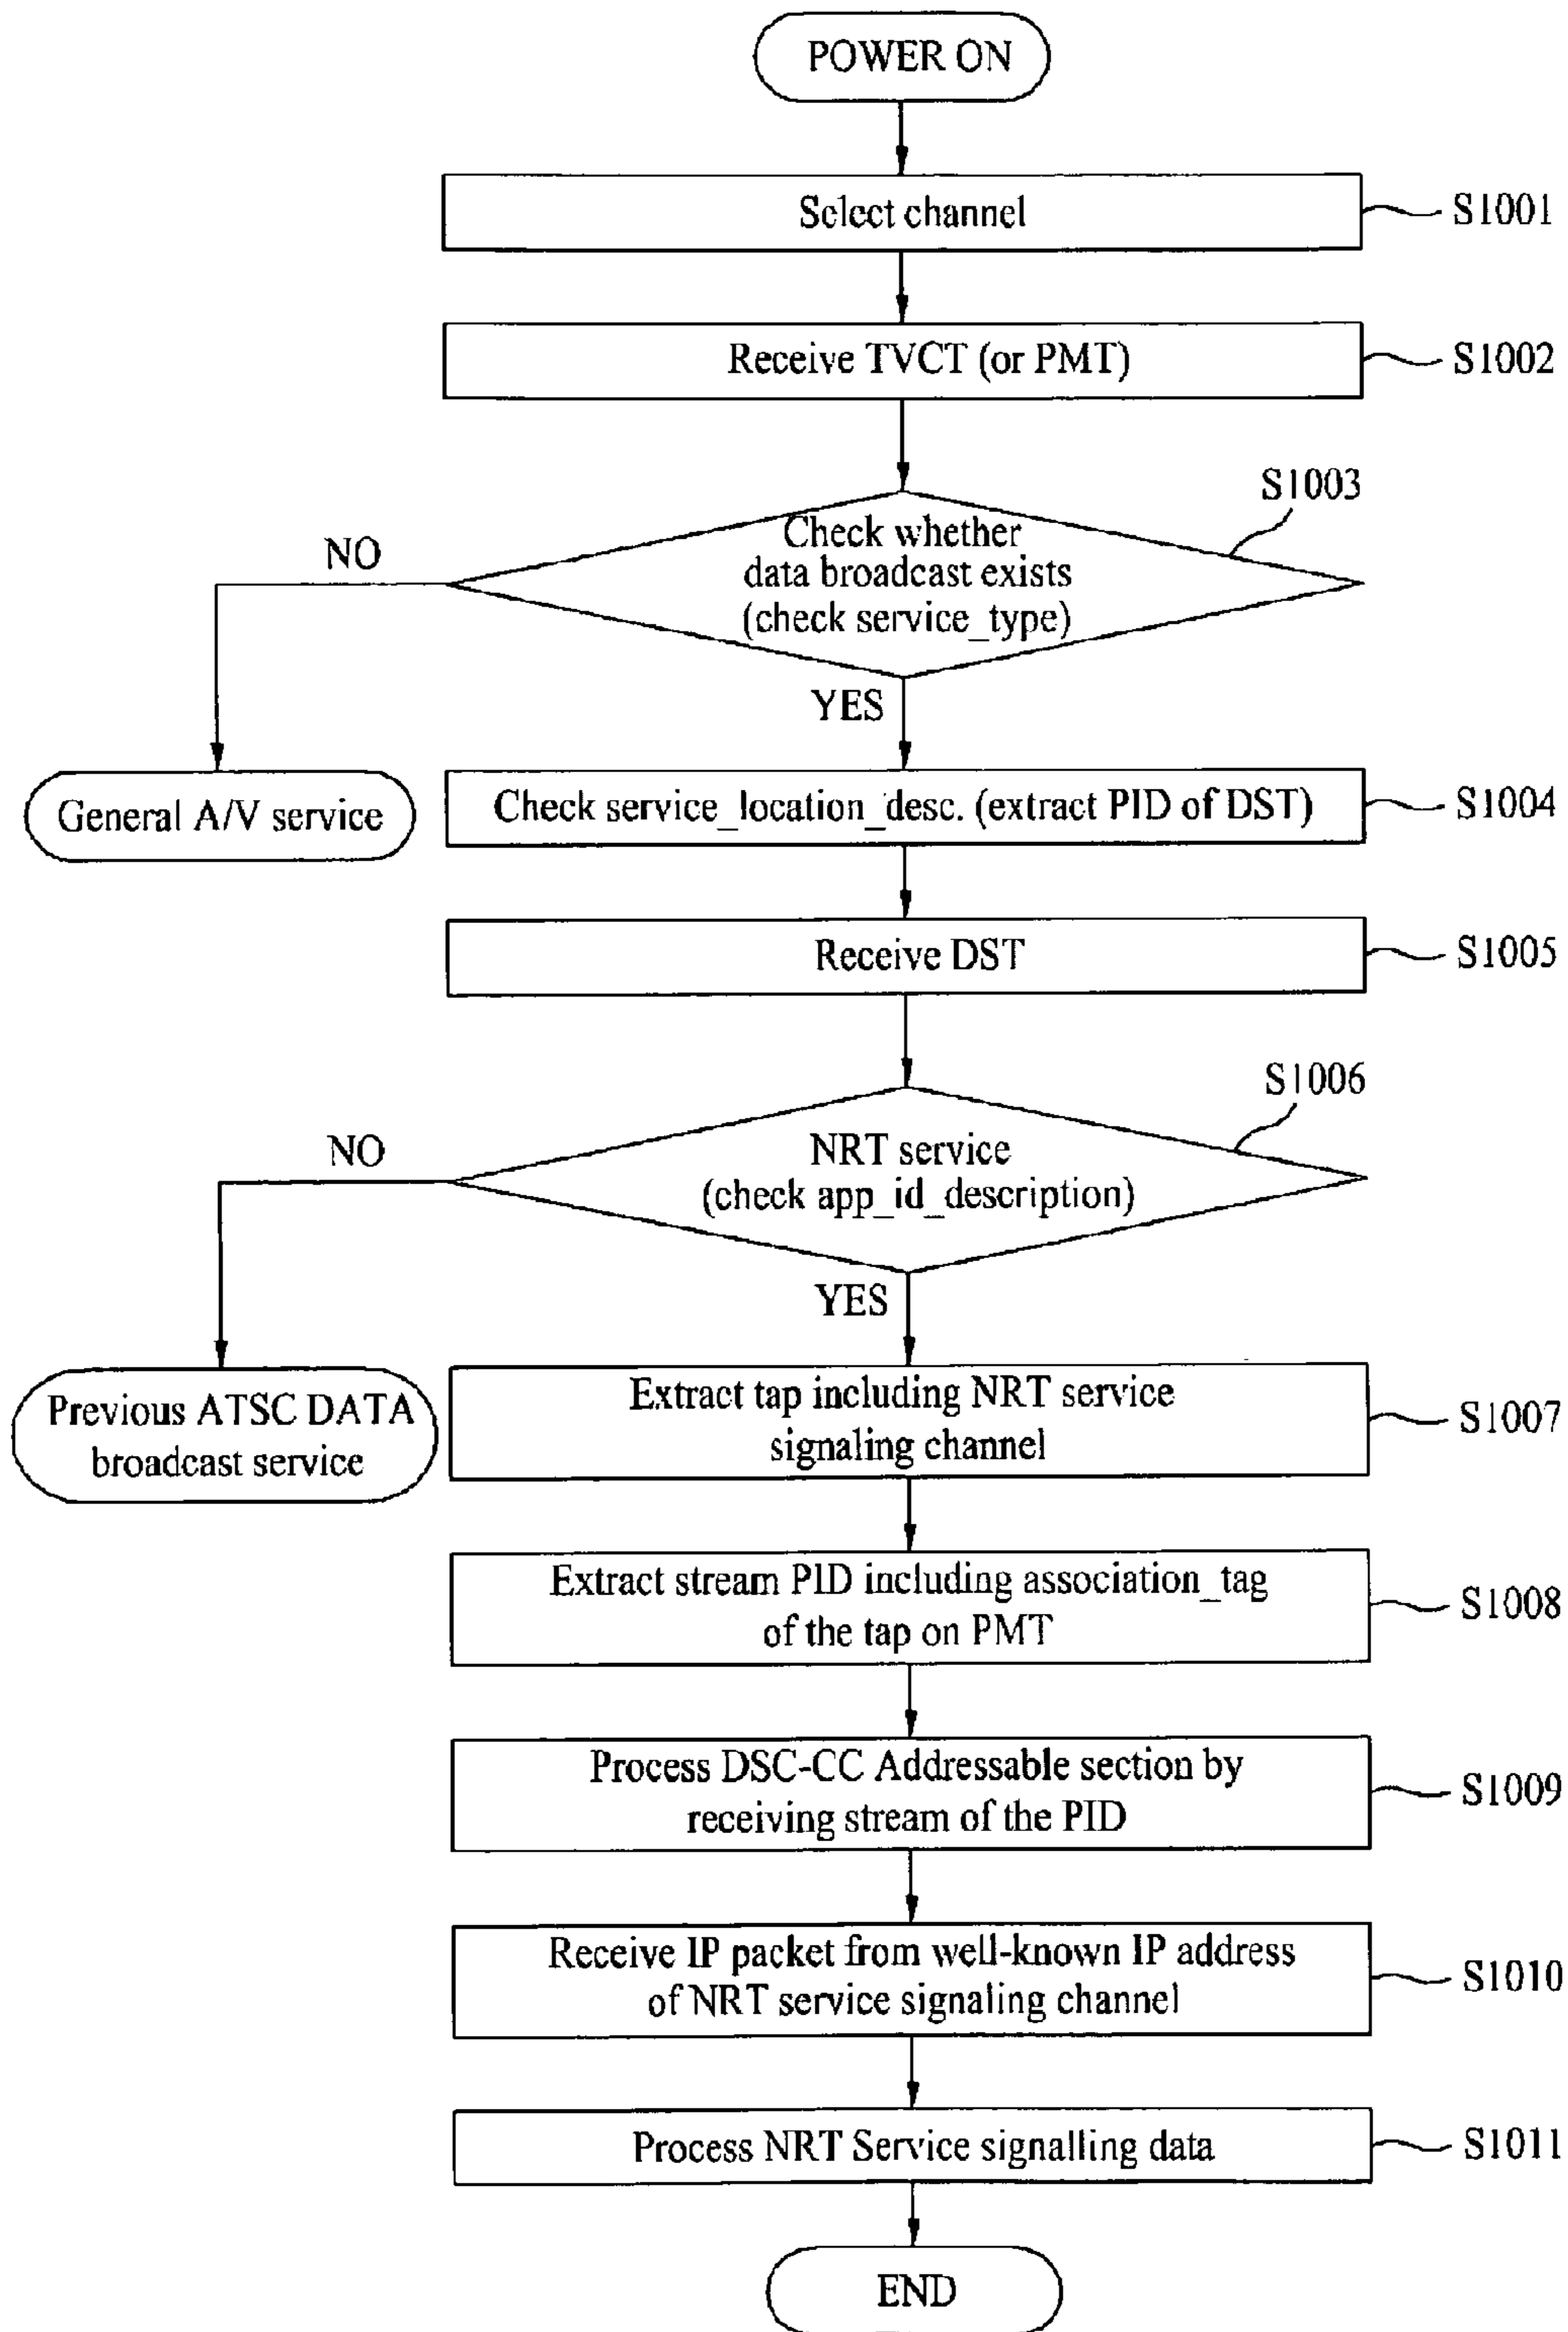 POWER ON
Select channel
S1001
Receive TVCT (or PMT)
S1002
S1003
Check whether
data broadcast exists
(check service_type)
NO
YES
General A/V service
Check service_location_desc. (extract PID of DST)
S1004
Receive DST
S1005
S1006
NRT service
(check app_id_description)
NO
YES
Previous ATSC DATA
broadcast service
Extract tap including NRT service
signaling channel
S1007
Extract stream PID including association_tag
of the tap on PMT
S1008
Process DSC-CC Addressable section by
receiving stream of the PID
S1009
Receive IP packet from well-known IP address
of NRT service signaling channel
S1010
Process NRT Service signalling data
S1011
END